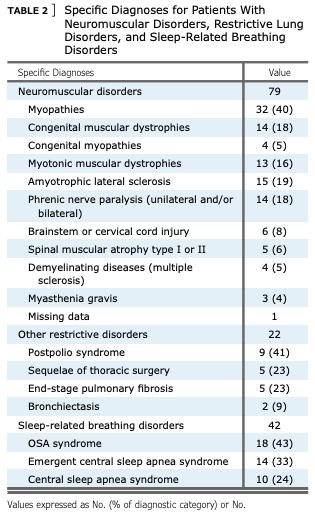 TABLE 2 ] Specific Diagnoses for Patients With
Neuromuscular Disorders, Restrictive Lung
Disorders, and Sleep-Related Breathing
Disorders
Specific Diagnoses Value
Neuromuscular disorders 79
Myopathies 32 (40)
Congenital muscular dystrophies 14 (18)
Congenital myopathies 4 (5)
Myotonic muscular dystrophies 13 (16)
Amyotrophic lateral sclerosis 15 (19)
Phrenic nerve paralysis (unilateral and/or 14 (18)
bilateral)
Brainstem or cervical cord injury 6 (8)
Spinal muscular atrophy type I or II 5 (6)
Demyelinating diseases (multiple 4 (5)
sclerosis)
Myasthenia gravis 3 (4)
Missing data 1
Other restrictive disorders 22
Postpolio syndrome 9 (41)
Sequelae of thoracic surgery 5 (23)
End-stage pulmonary fibrosis 5 (23)
Bronchiectasis 2 (9)
Sleep-related breathing disorders 42
OSA syndrome 18 (43)
Emergent central sleep apnea syndrome 14 (33)
Central sleep apnea syndrome 10 (24)
Values expressed as No. (% of diagnostic category) or No.